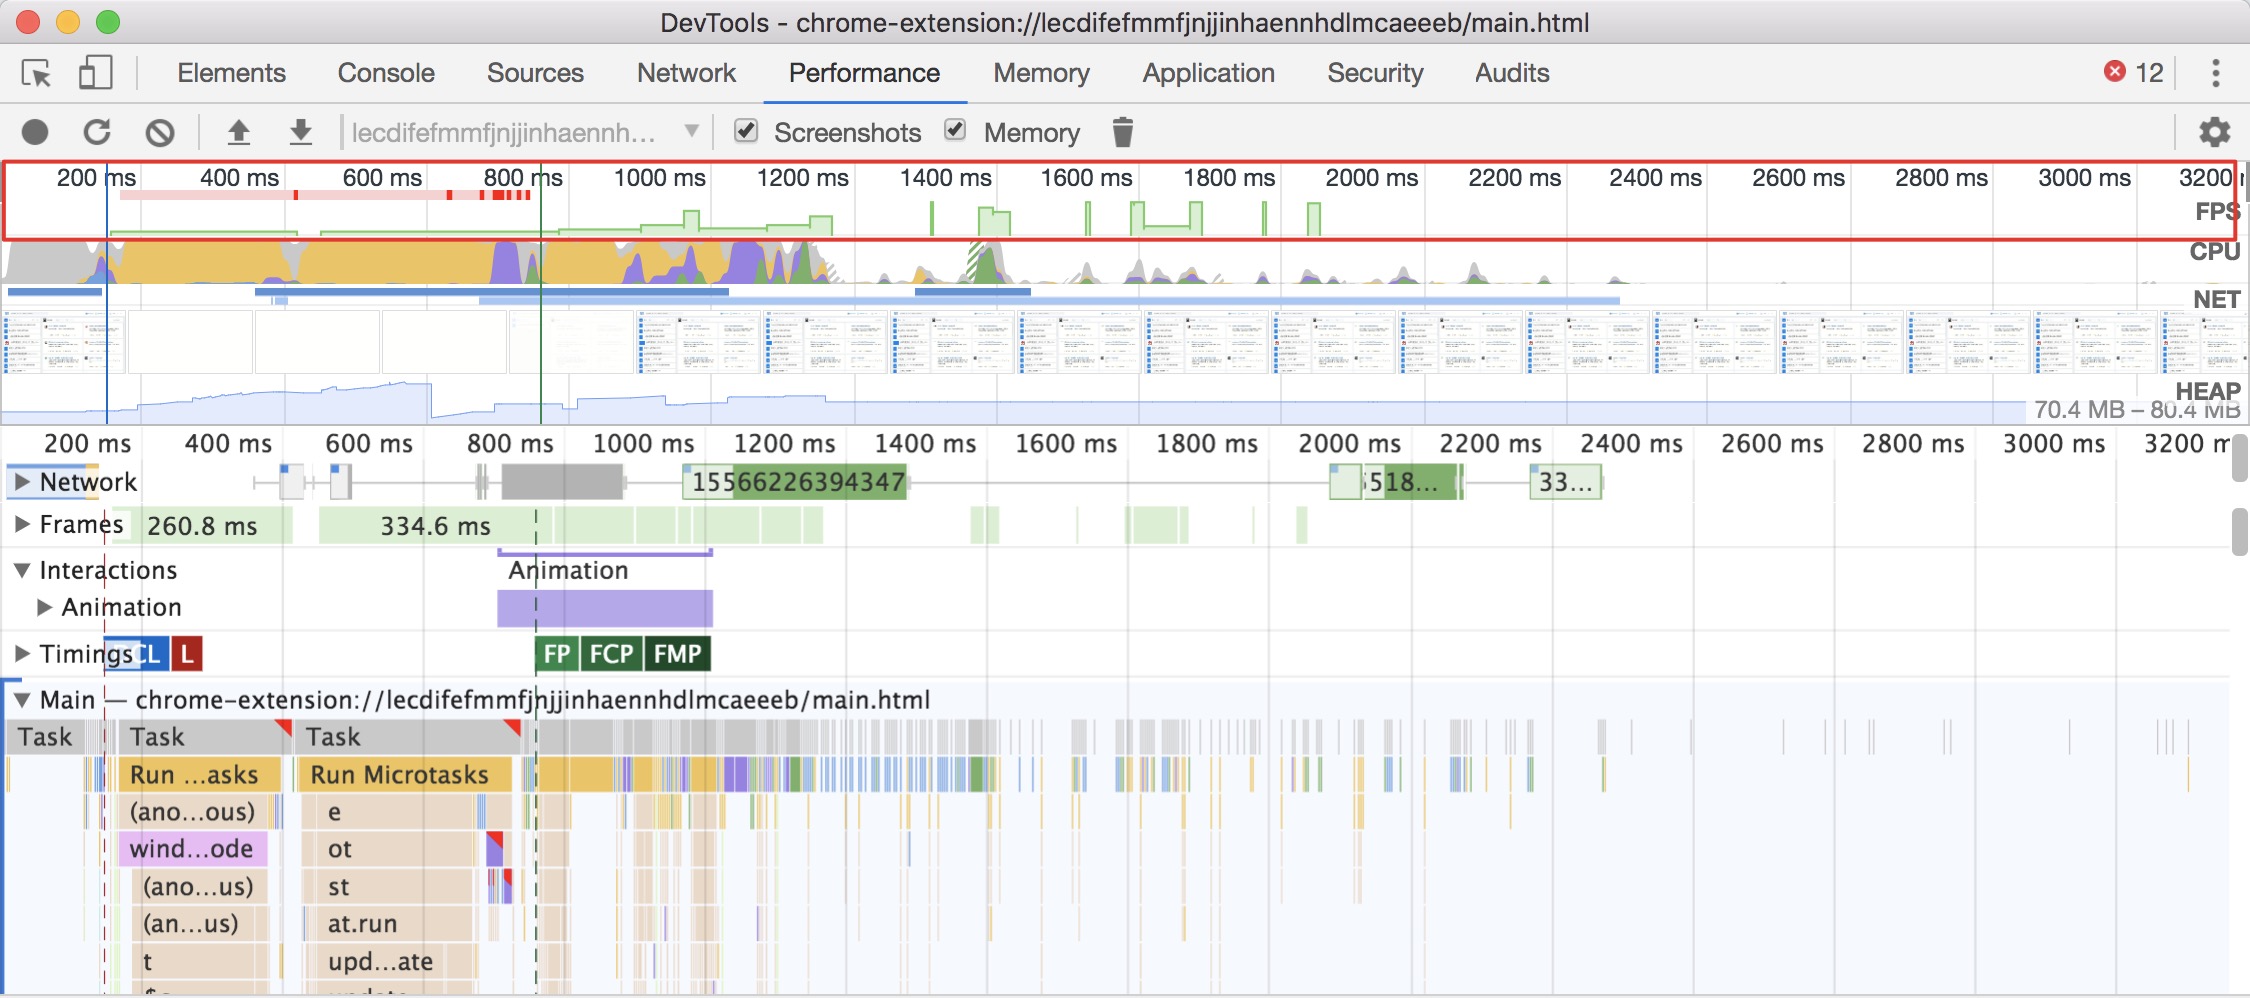 DevTools - chrome-extension://lecdifefmmfjnjjinhaennhdlmcaeeeb/main.html
Elements Console Sources Network Performance Memory Application Security Audits 12
lecdifefmmfjnjjinhaennh... Screenshots Memory
200 ms 400 ms 600 ms 800 ms 1000 ms 1200 ms 1400 ms 1600 ms 1800 ms 2000 ms 2200 ms 2400 ms 2600 ms 2800 ms 3000 ms 3200
FPS
CPU
NET
HEAP
70.4 MB – 80.4 MB
200 ms 400 ms 600 ms 800 ms 1000 ms 1200 ms 1400 ms 1600 ms 1800 ms 2000 ms 2200 ms 2400 ms 2600 ms 2800 ms 3000 ms 3200 m
Network 15566226394347 518... 33...
Frames 260.8 ms 334.6 ms
Interactions Animation
Animation
Timings CL L FP FCP FMP
Main — chrome-extension://lecdifefmmfjnjjinhaennhdlmcaeeeb/main.html
Task Task Task
Run ...asks Run Microtasks
(ano...ous) e
wind...ode ot
(ano...us) st
(an...us) at.run
t upd...ate